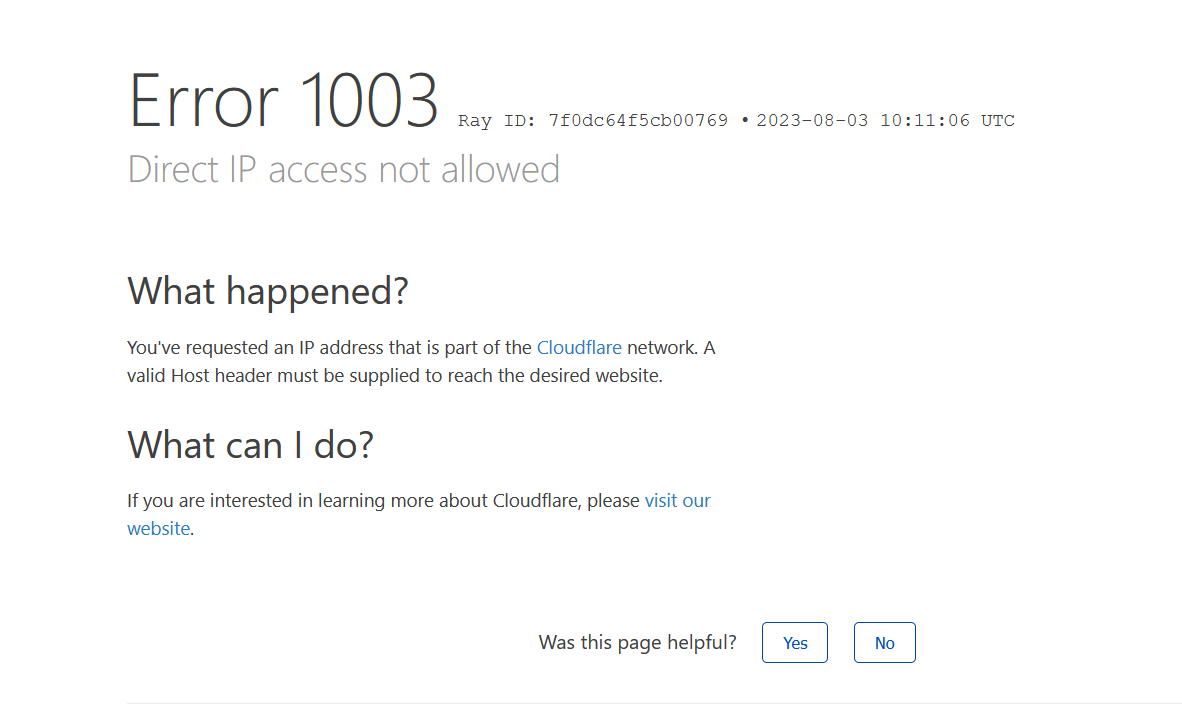 Error 1003 Ray ID: 7f0dc64f5cb00769 • 2023-08-03 10:11:06 UTC
Direct IP access not allowed
What happened?
You've requested an IP address that is part of the Cloudflare network. A
valid Host header must be supplied to reach the desired website.
What can I do?
If you are interested in learning more about Cloudflare, please visit our
website.
Was this page helpful? Yes No